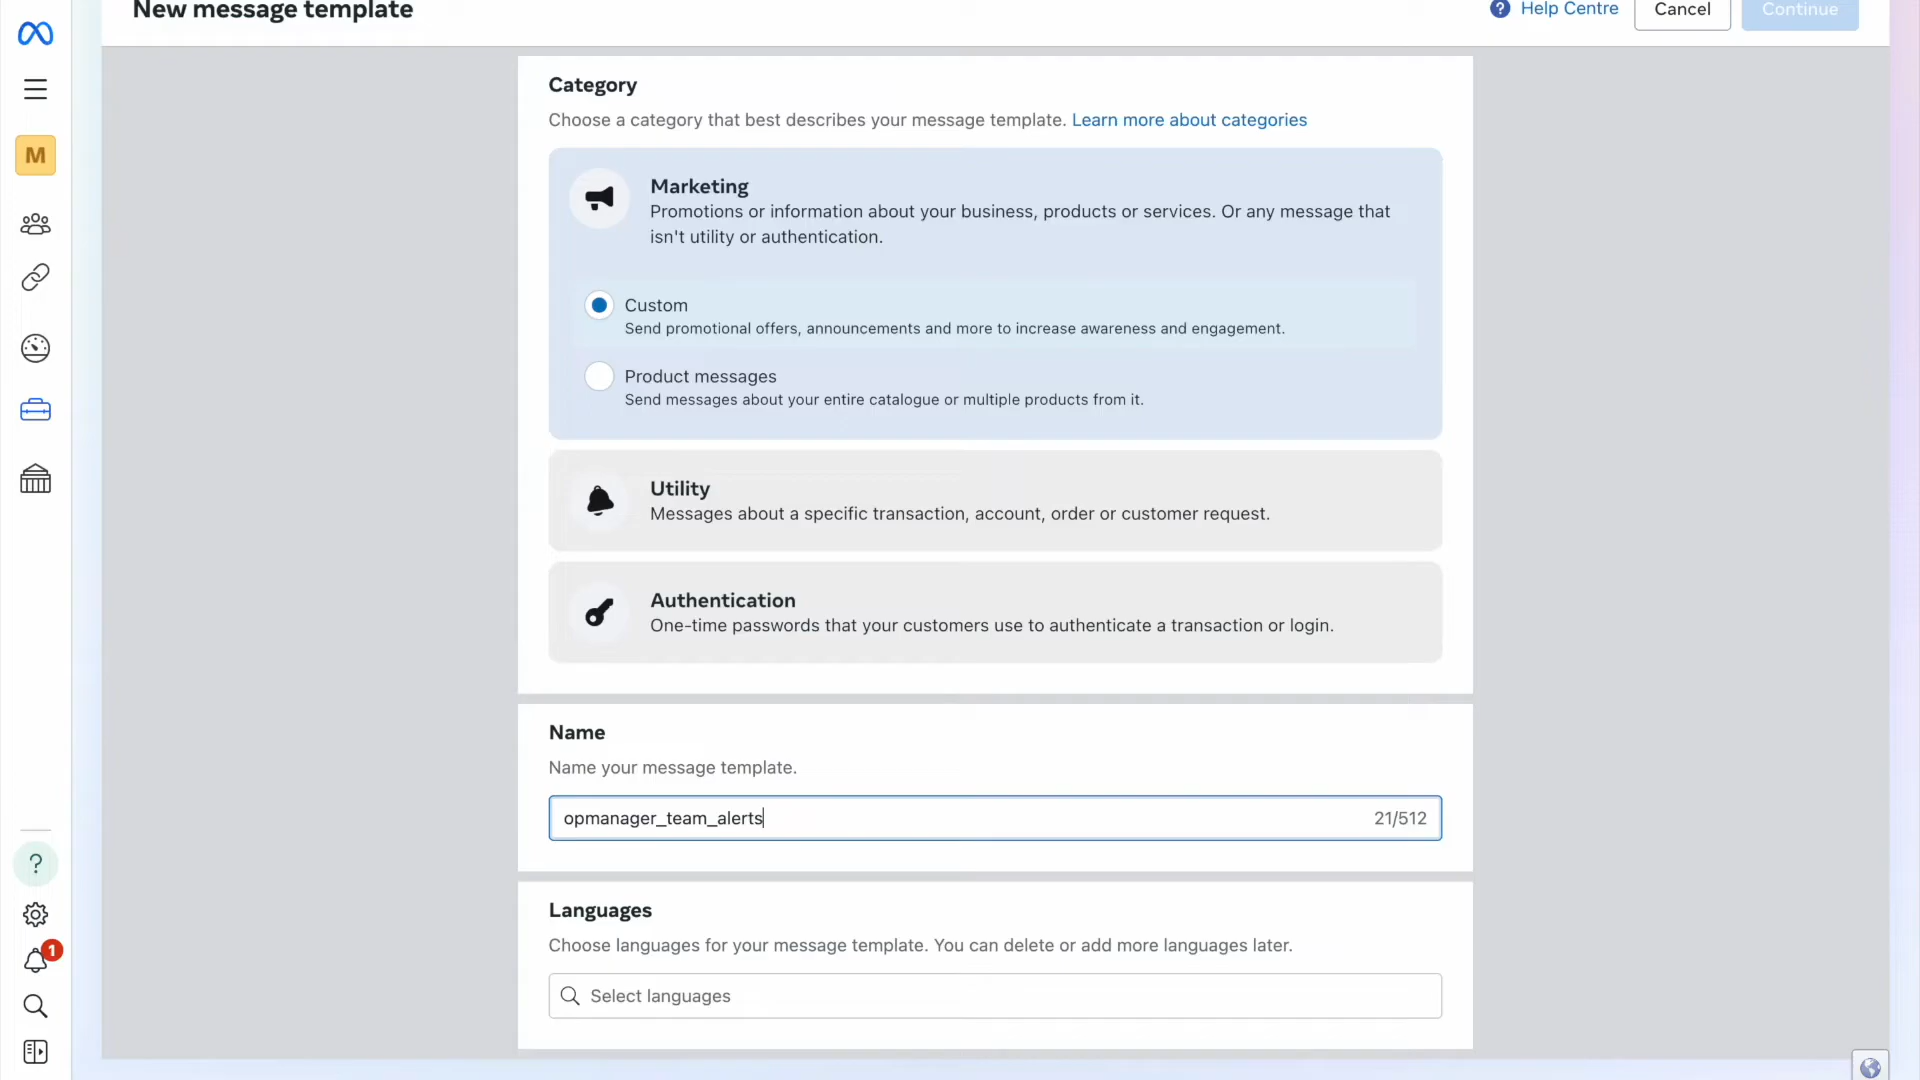 New message template
Help Centre
Cancel
Continue
M
Category
Choose a category that best describes your message template. Learn more about categories
Marketing
Promotions or information about your business, products or services. Or any message that
isn't utility or authentication.
Custom
Send promotional offers, announcements and more to increase awareness and engagement.
Product messages
Send messages about your entire catalogue or multiple products from it.
Utility
Messages about a specific transaction, account, order or customer request.
Authentication
One-time passwords that your customers use to authenticate a transaction or login.
Name
Name your message template.
opmanager_team_alerts
21/512
Languages
Choose languages for your message template. You can delete or add more languages later.
Select languages
?
1